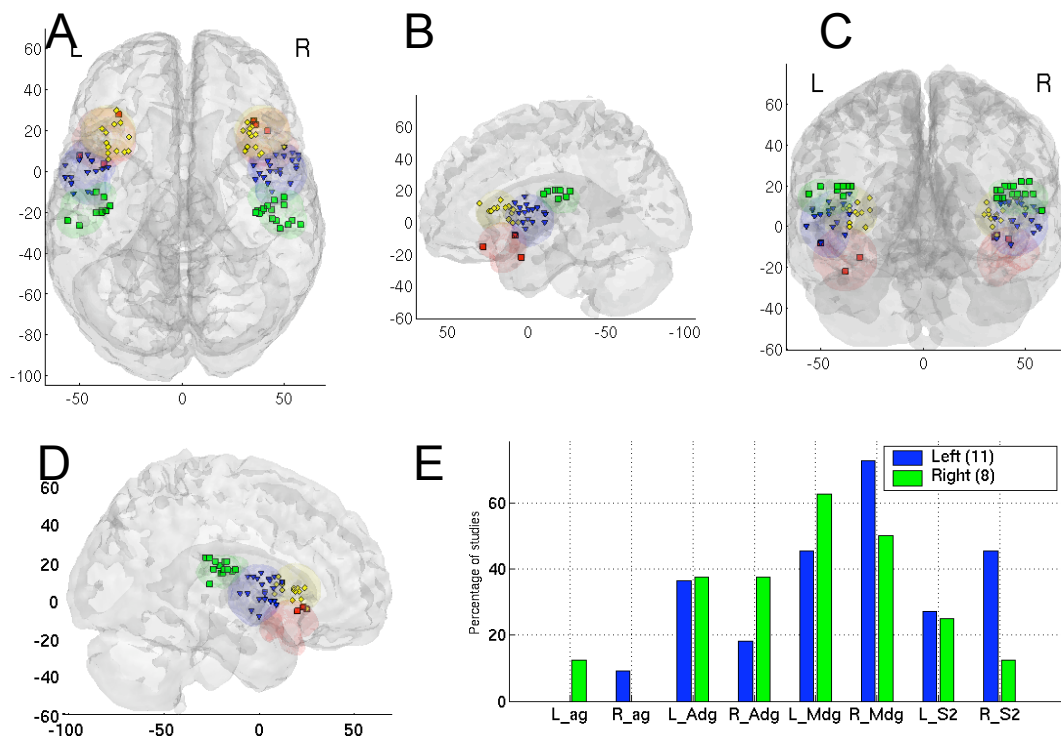 A
L
R
60
40
20
0
-20
-40
-60
-80
-100
-50 0 50
B
60
40
20
0
-20
-40
-60
50 0 -50 -100
C
L
R
60
40
20
0
-20
-40
-60
-50 0 50
D
60
40
20
0
-20
-40
-60
-100 -50 0 50
E
Left (11)
Right (8)
Percentage of studies
60
40
20
0
L_ag R_ag L_Adg R_Adg L_Mdg R_Mdg L_S2 R_S2